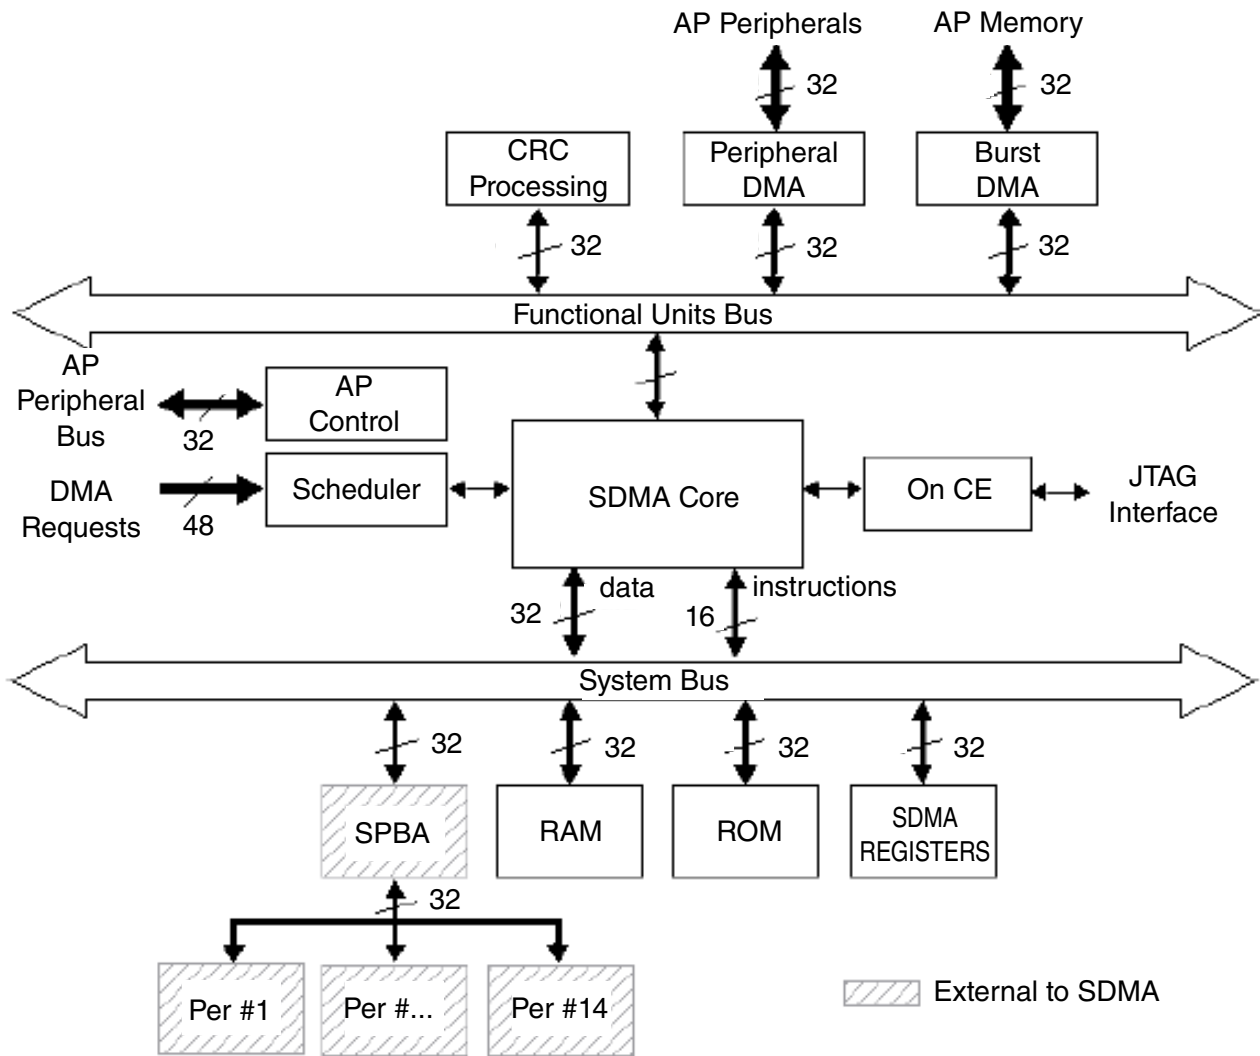 AP Peripherals
AP Memory
32
32
CRC
Processing
Peripheral
DMA
Burst
DMA
32
32
32
Functional Units Bus
AP
Peripheral
Bus
32
AP
Control
DMA
Requests
48
Scheduler
SDMA Core
On CE
JTAG
Interface
data
instructions
32
16
System Bus
32
32
32
32
SPBA
RAM
ROM
SDMA
REGISTERS
32
Per #1
Per #...
Per #14
External to SDMA